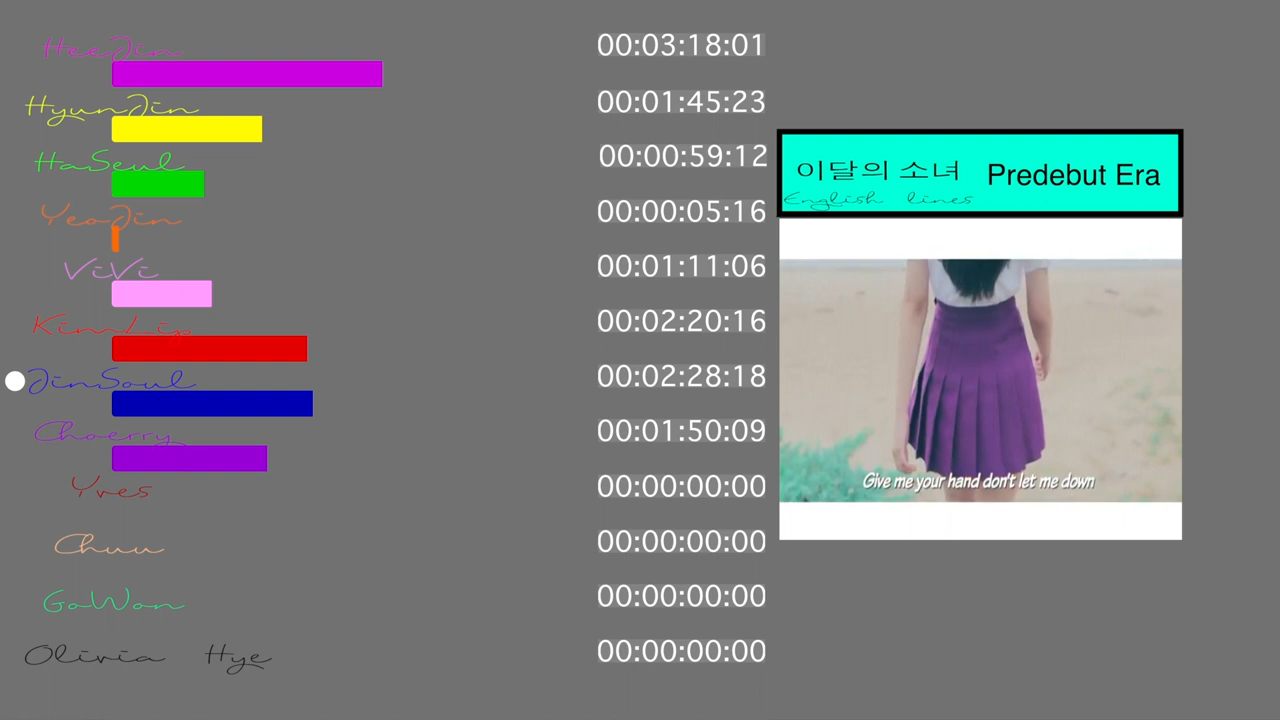 HeeJin 00:03:18:01
HyunJin 00:01:45:23
HaSeul 00:00:59:12
YeoJin 00:00:05:16
ViVi 00:01:11:06
KimLip 00:02:20:16
JinSoul 00:02:28:18
Choerry 00:01:50:09
Yves 00:00:00:00
Chuu 00:00:00:00
GoWon 00:00:00:00
Olivia Hye 00:00:00:00
이달의 소녀 Predebut Era
English lines
Give me your hand don't let me down